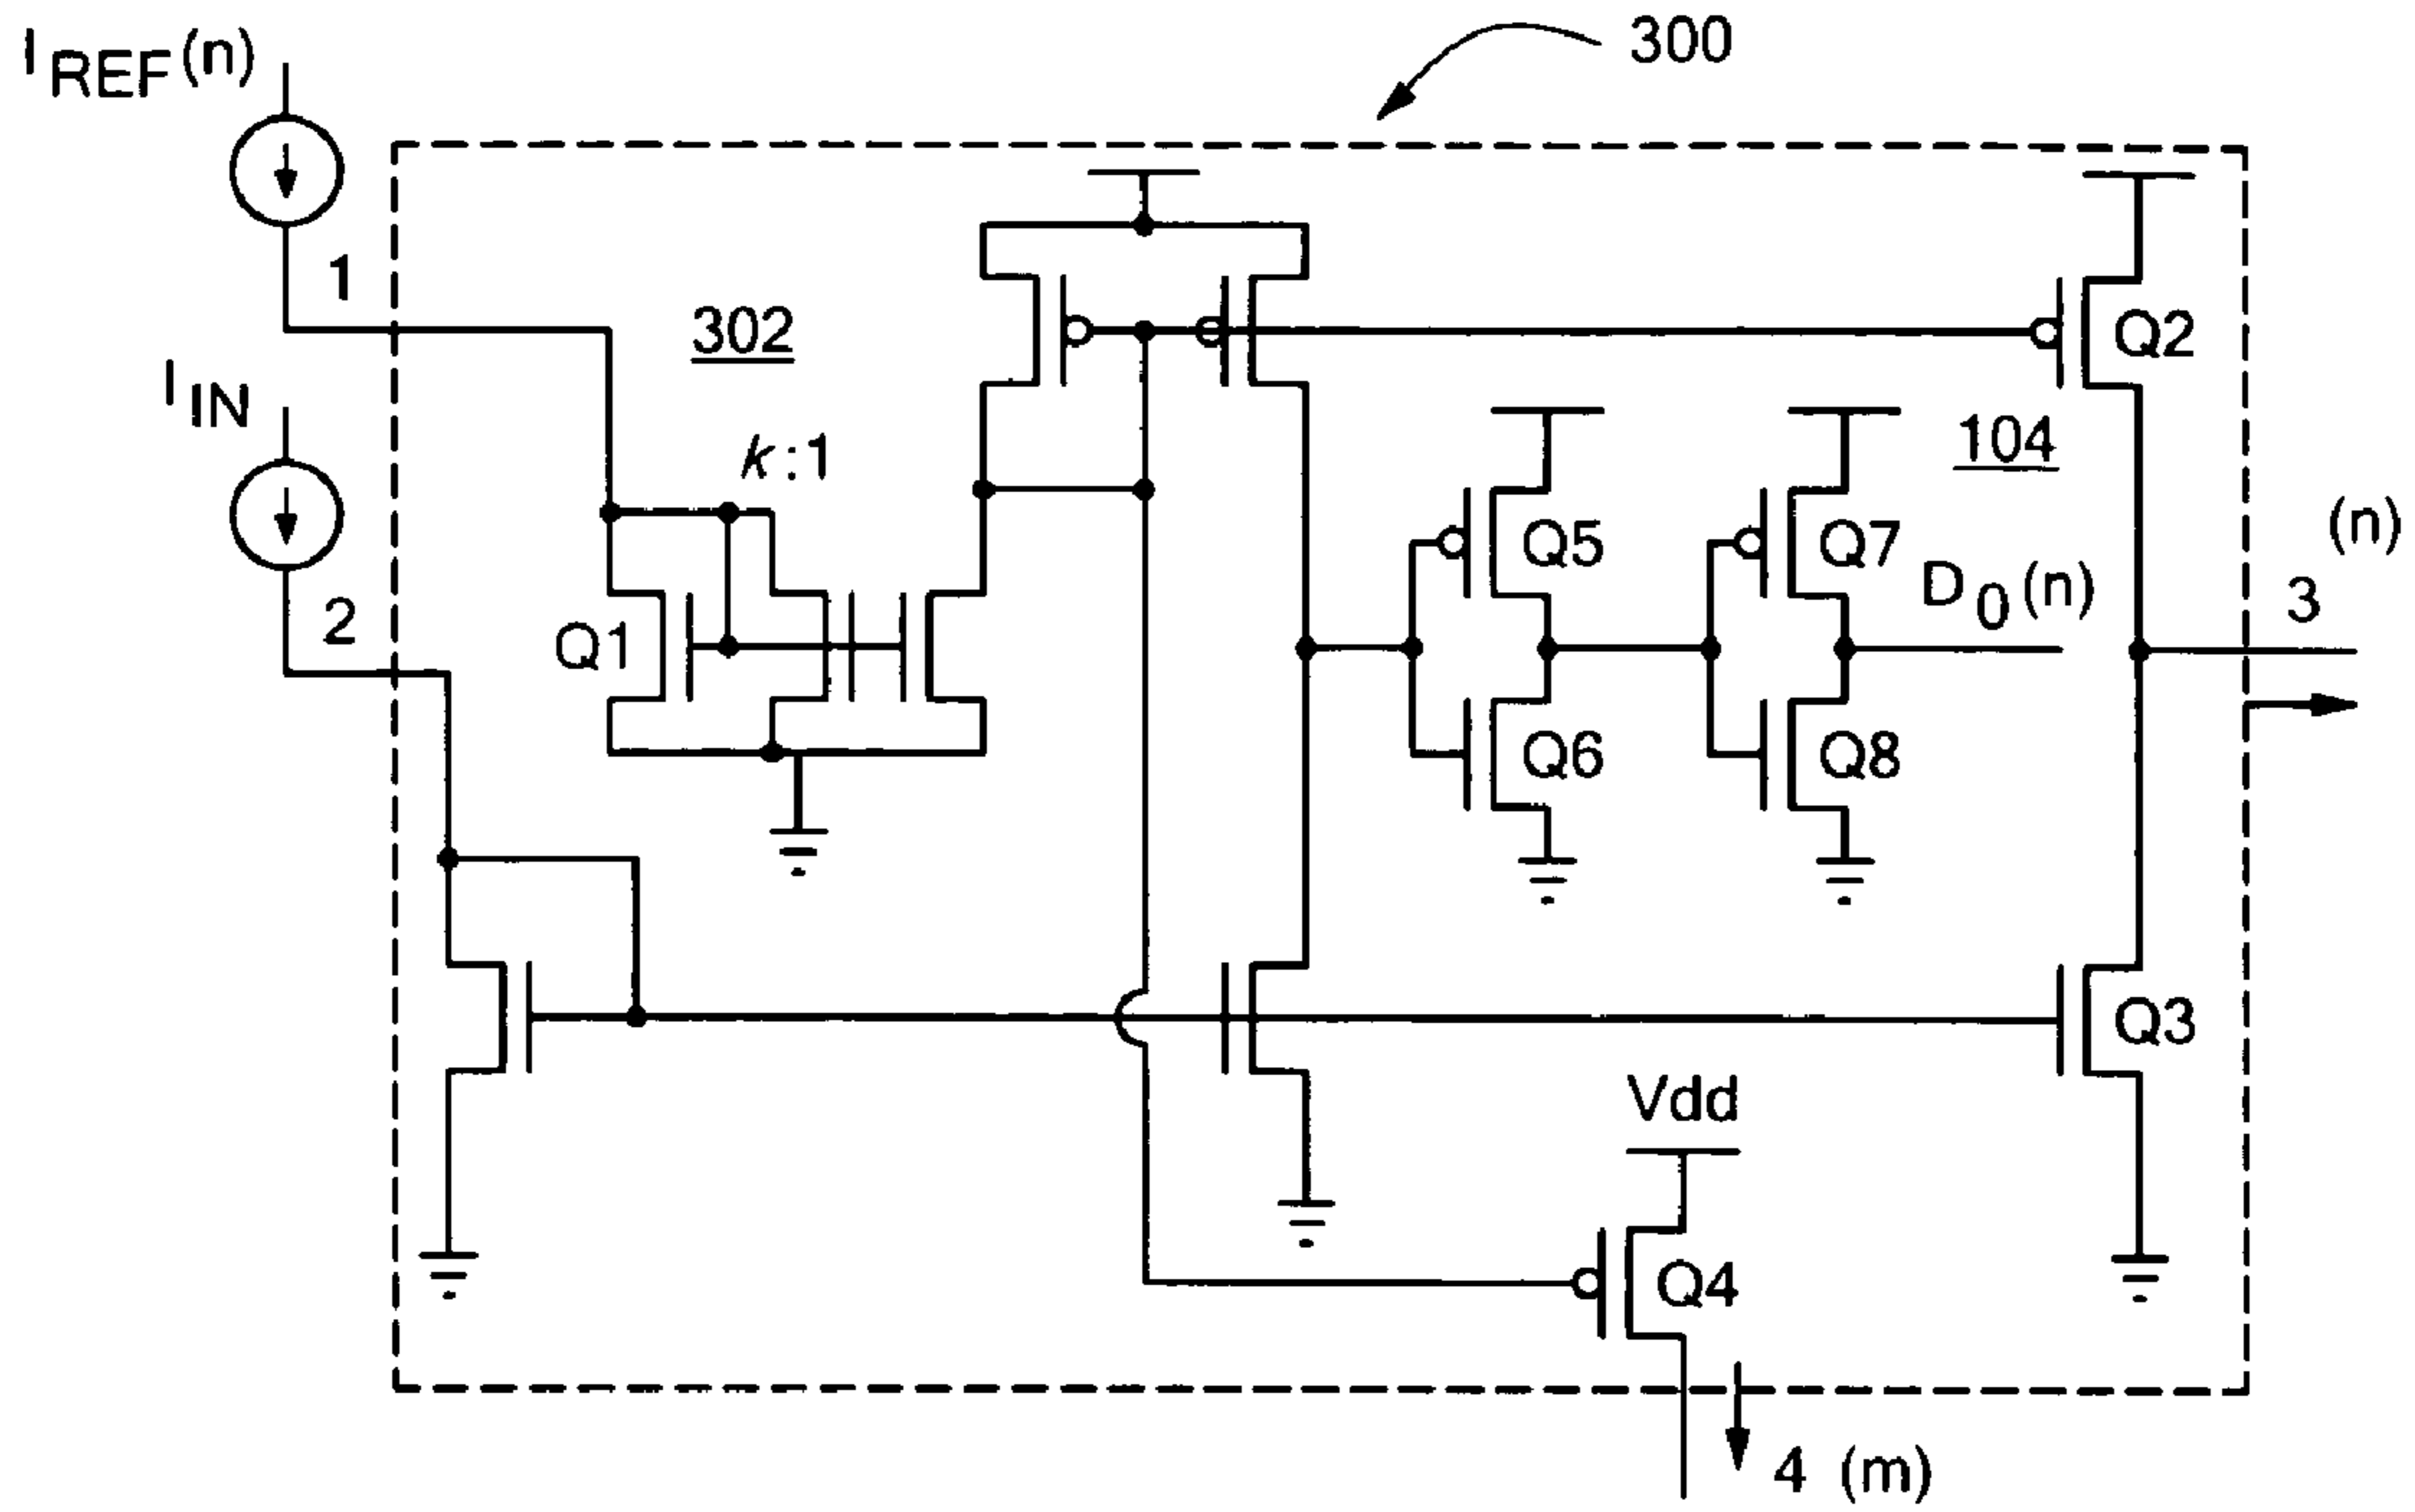 I REF (n)
300
1
302
Q2
I IN
k:1
104
Q5
Q7
(n)
D 0 (n)
3
2
Q1
Q6
Q8
Q3
Vdd
Q4
4 (m)